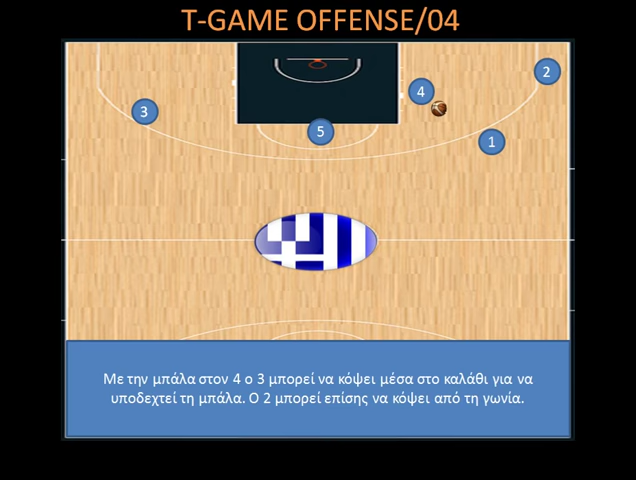 T-GAME OFFENSE/04
2
4
3
5
1
Με την μπάλα στον 4 ο 3 μπορεί να κόψει μέσα στο καλάθι για να
υποδεχτεί τη μπάλα. Ο 2 μπορεί επίσης να κόψει από τη γωνία.